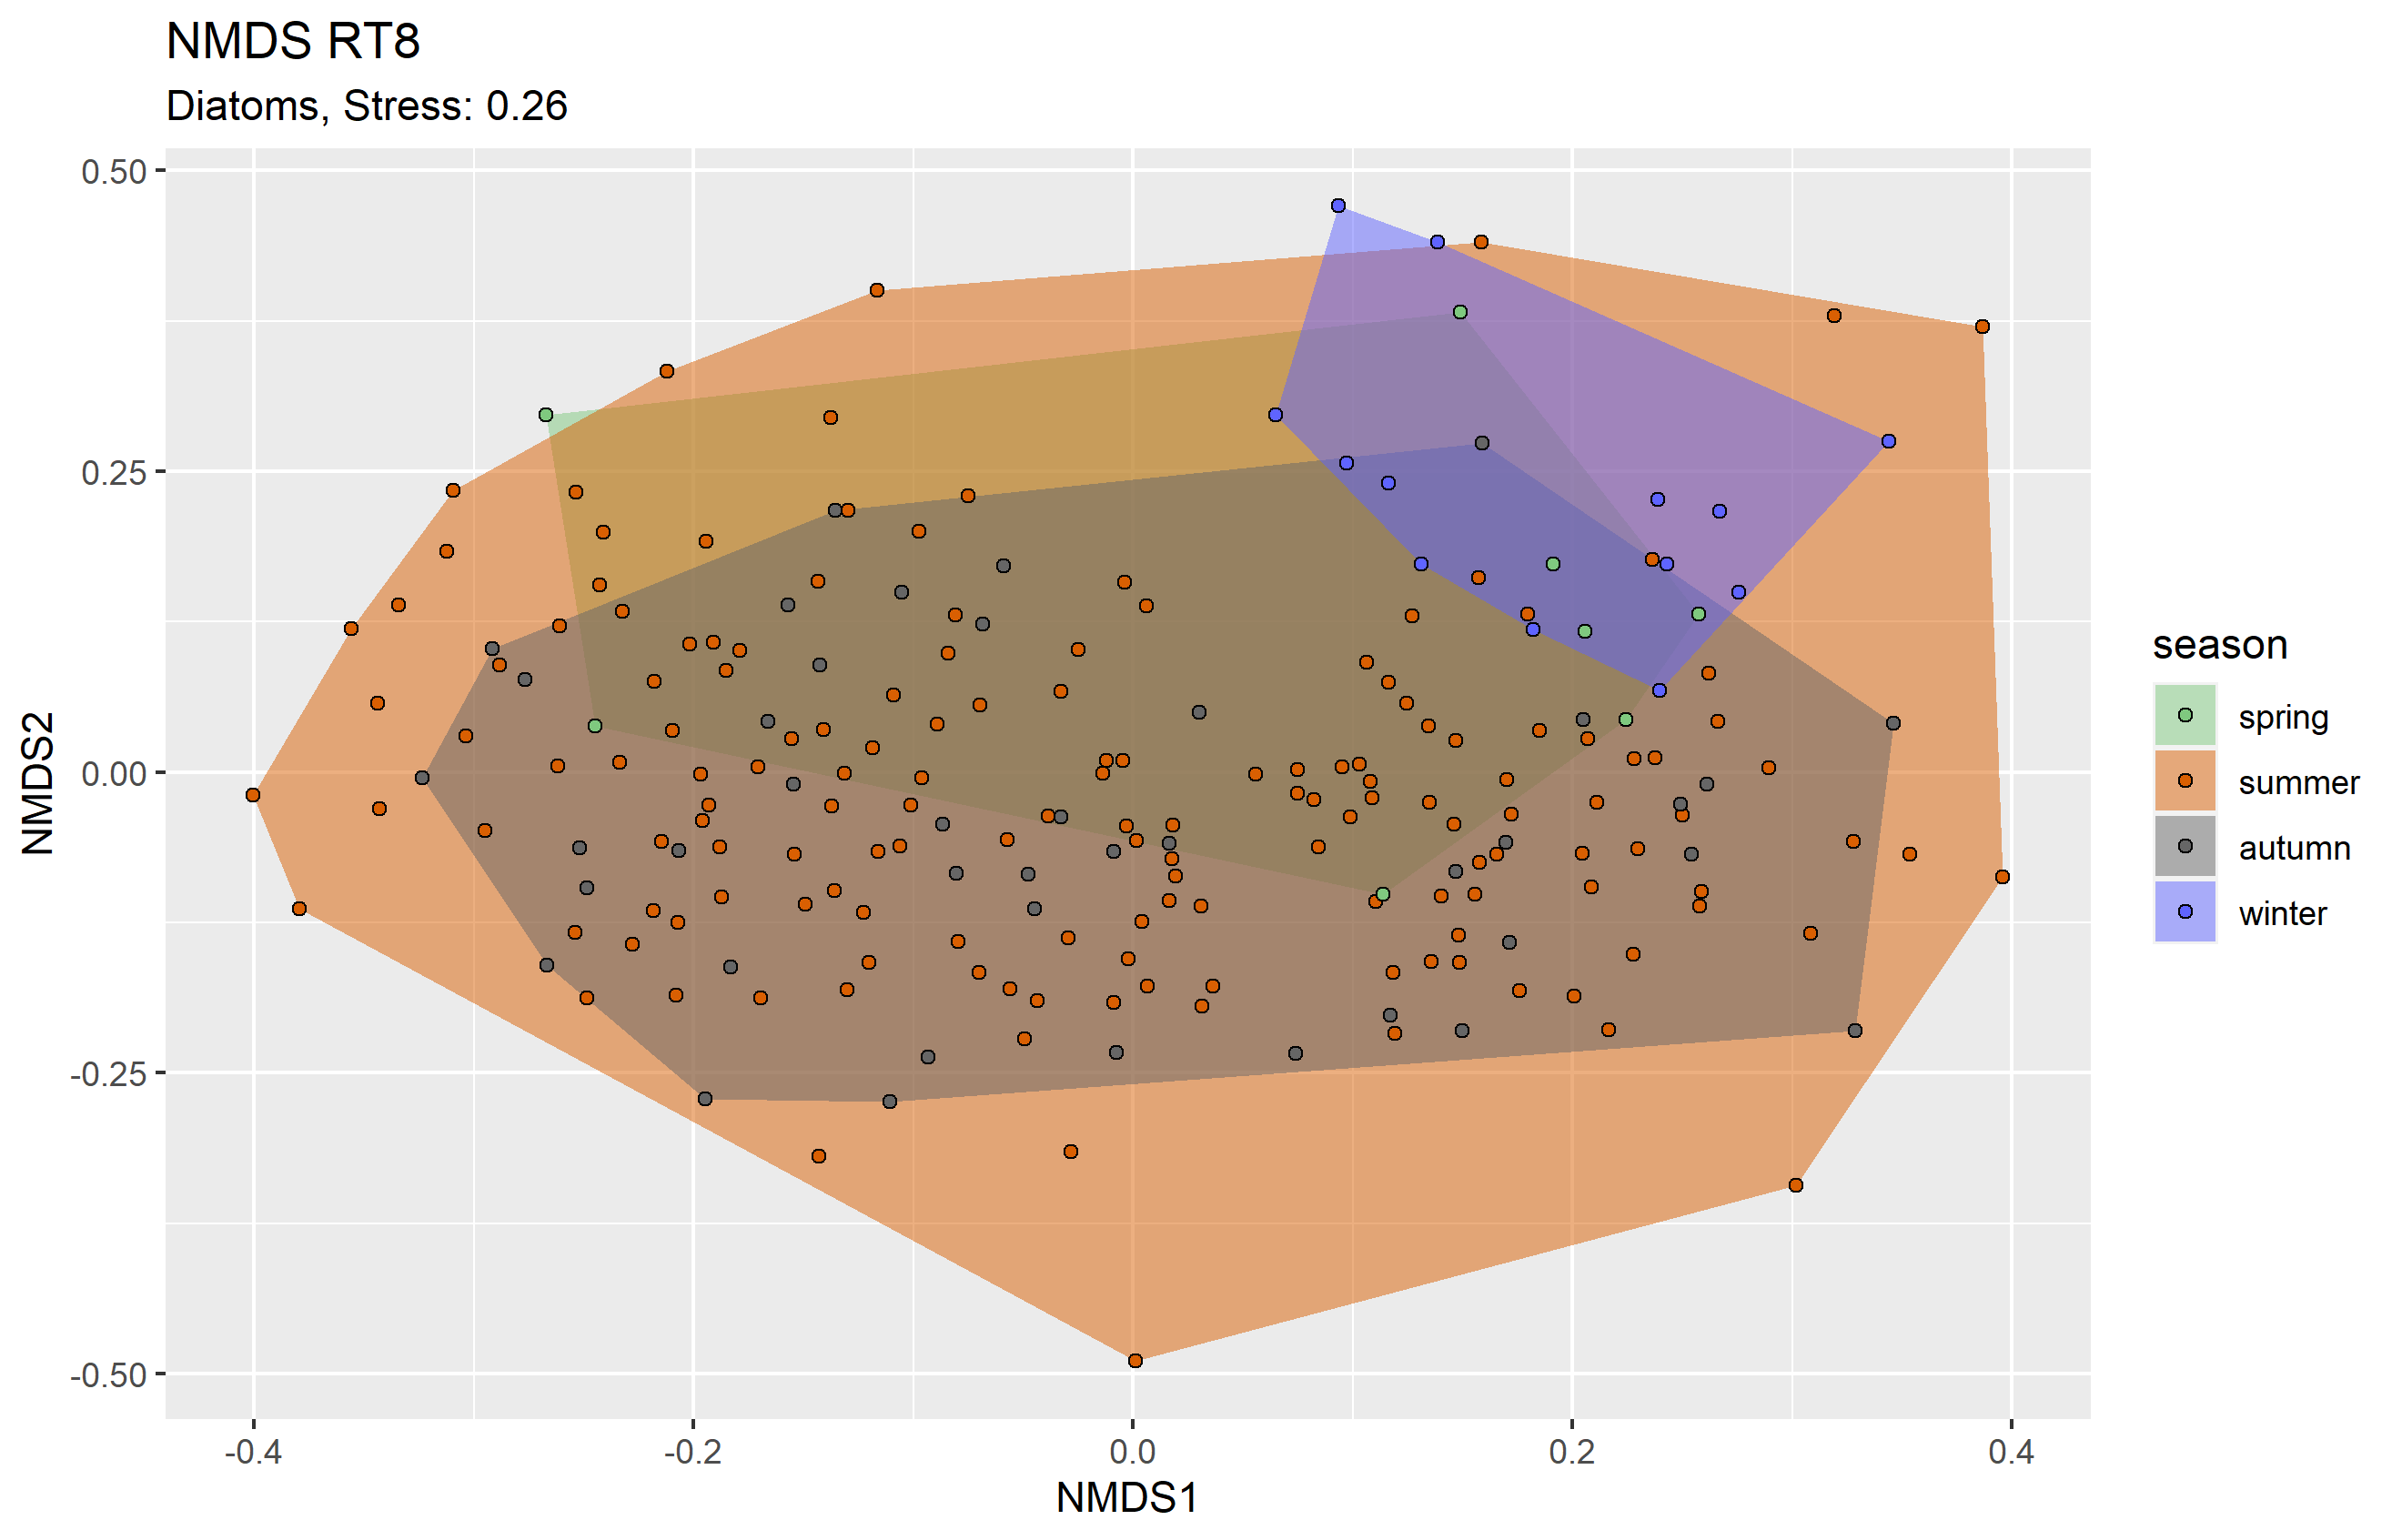 NMDS RT8
Diatoms, Stress: 0.26
0.50
0.25
0.00
-0.25
-0.50
NMDS2
-0.4
-0.2
0.0
0.2
0.4
NMDS1
season
spring
summer
autumn
winter